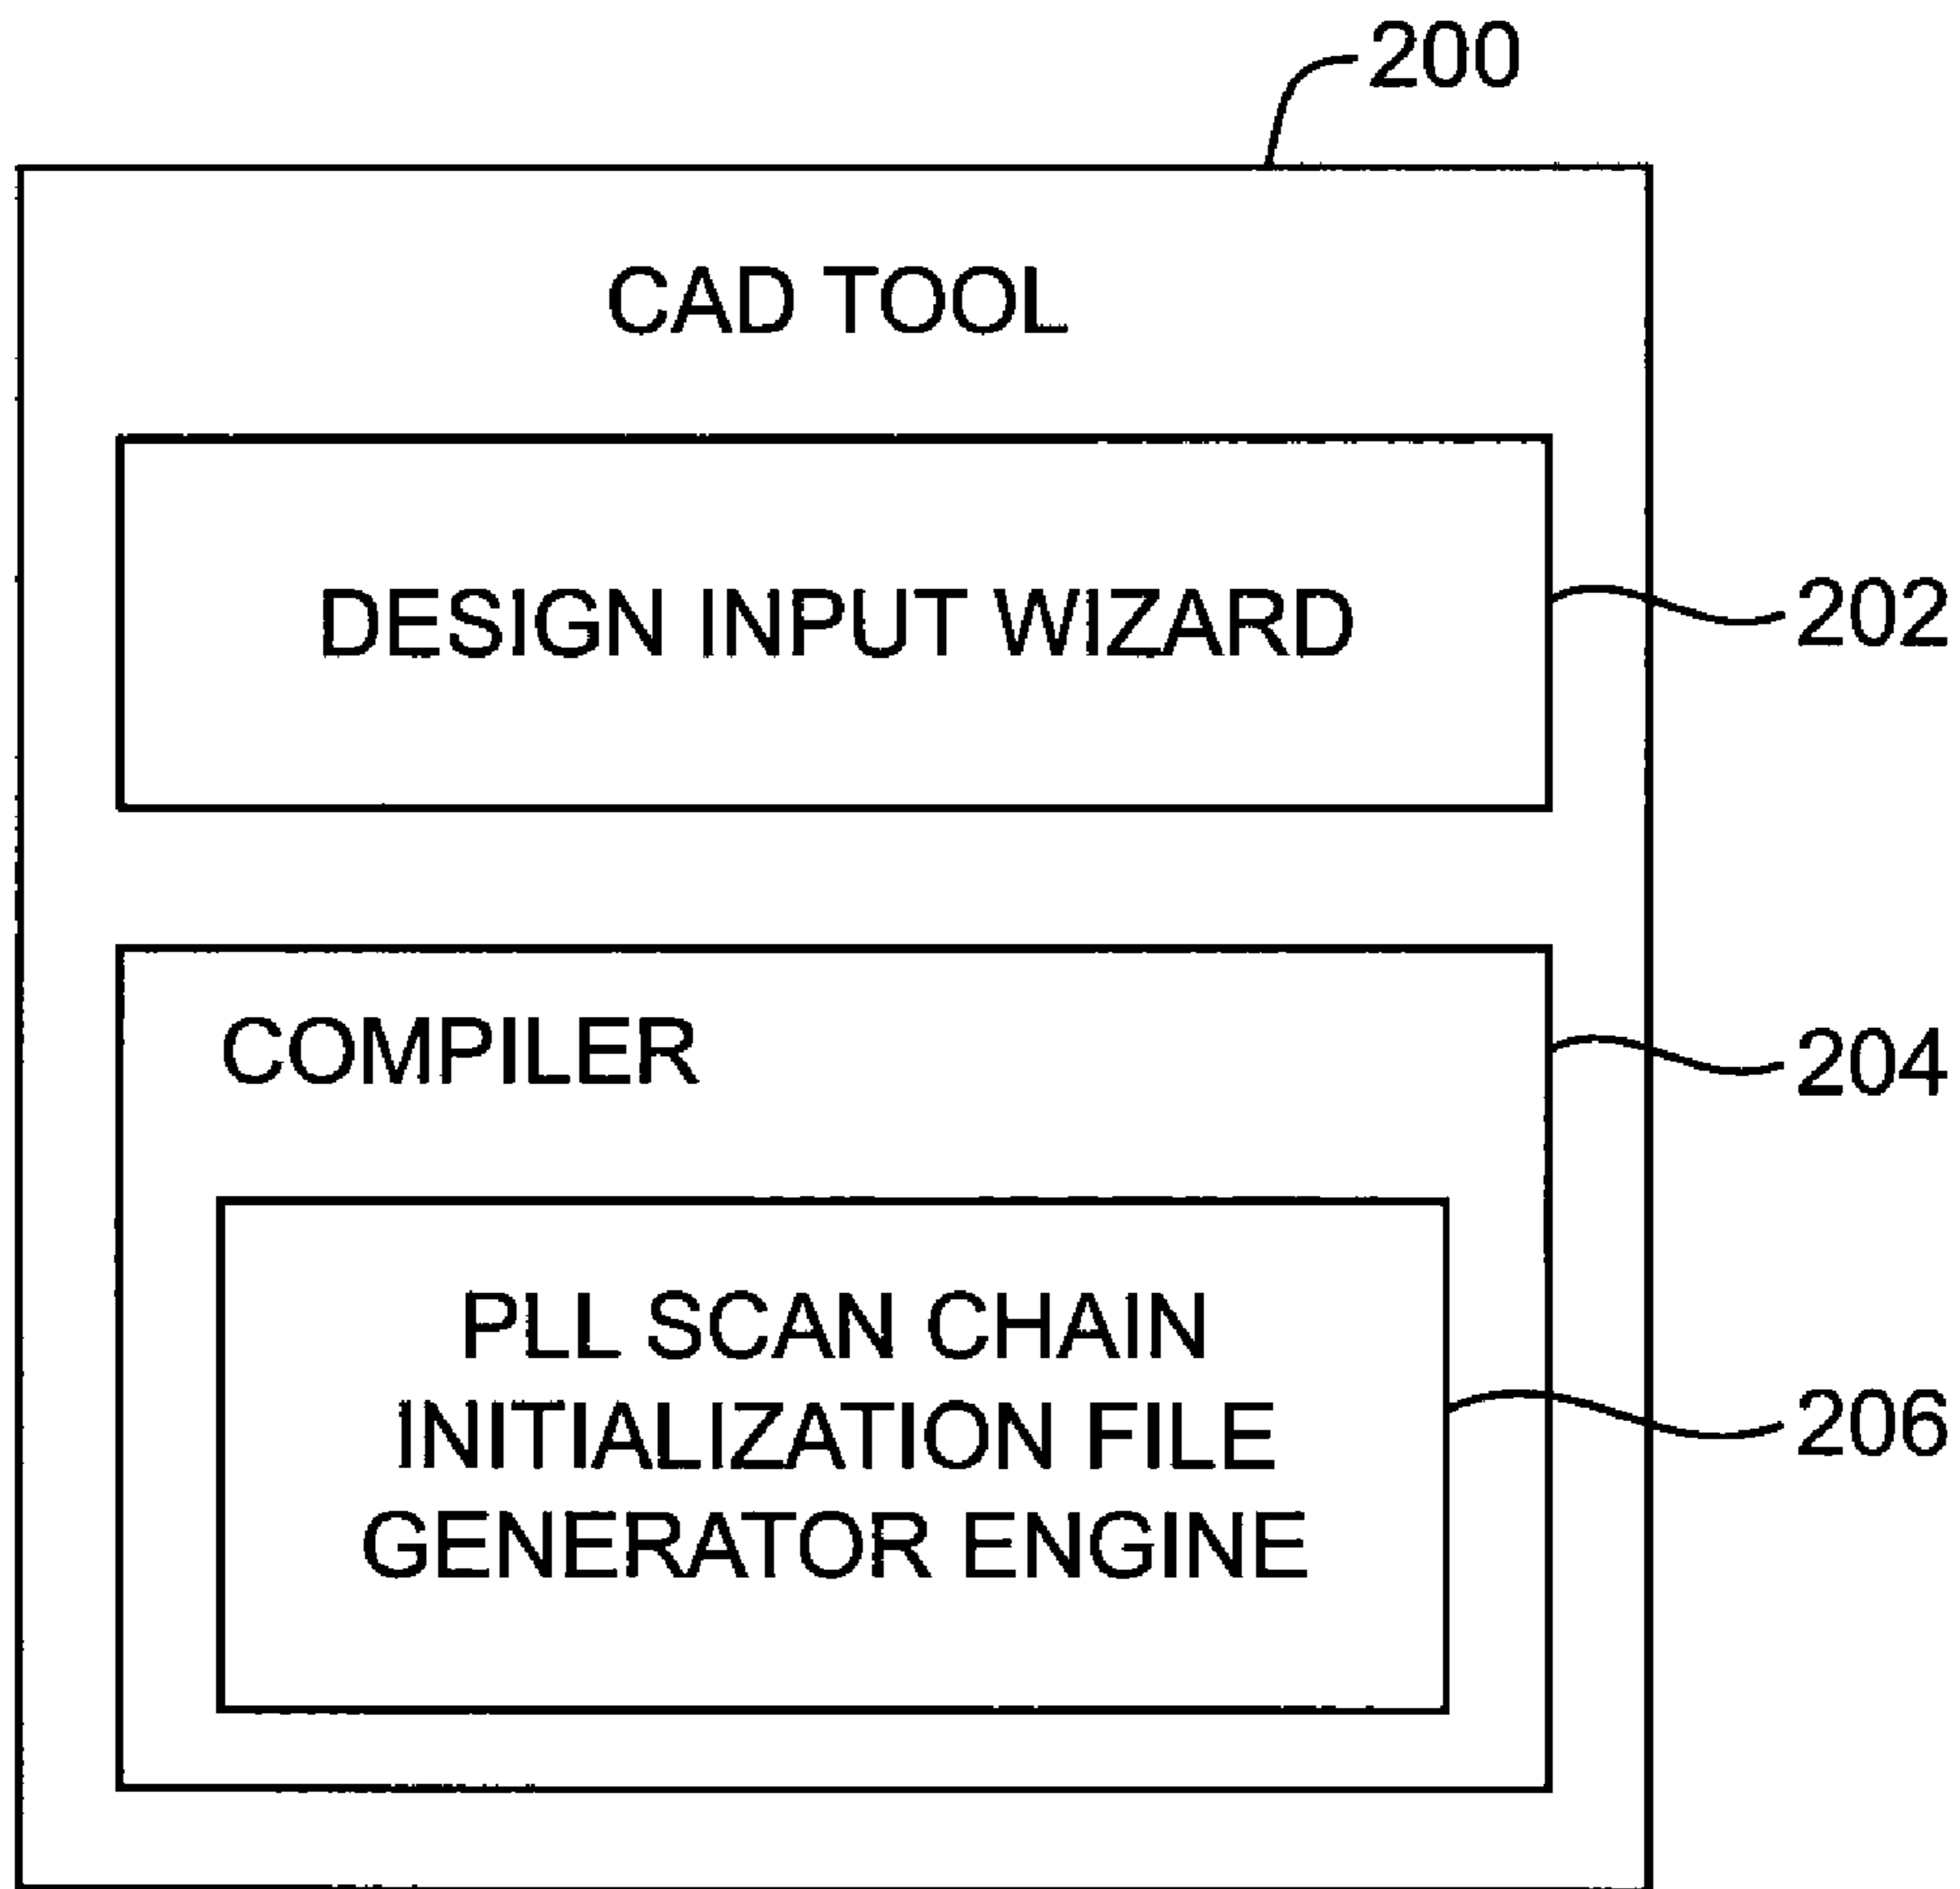 200
CAD TOOL
DESIGN INPUT WIZARD
202
COMPILER
204
PLL SCAN CHAIN
INITIALIZATION FILE
GENERATOR ENGINE
206